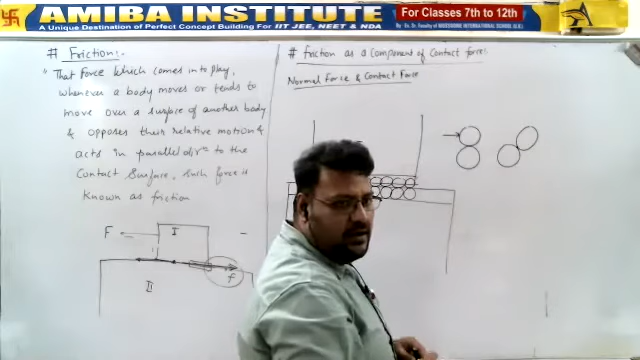 AMIBA INSTITUTE
A Unique Destination of Perfect Concept Building For IIT JEE, NEET & NDA
For Classes 7th to 12th
# Friction:-
"That Force which comes into play,
whenever a body moves or tends to
move over a surface of another body
& opposes their relative motion &
acts in parallel dirn to the
Contact Surface, such force is
known as friction
F
I
f
II
# Friction as a Component of Contact force:
Normal Force & Contact Force